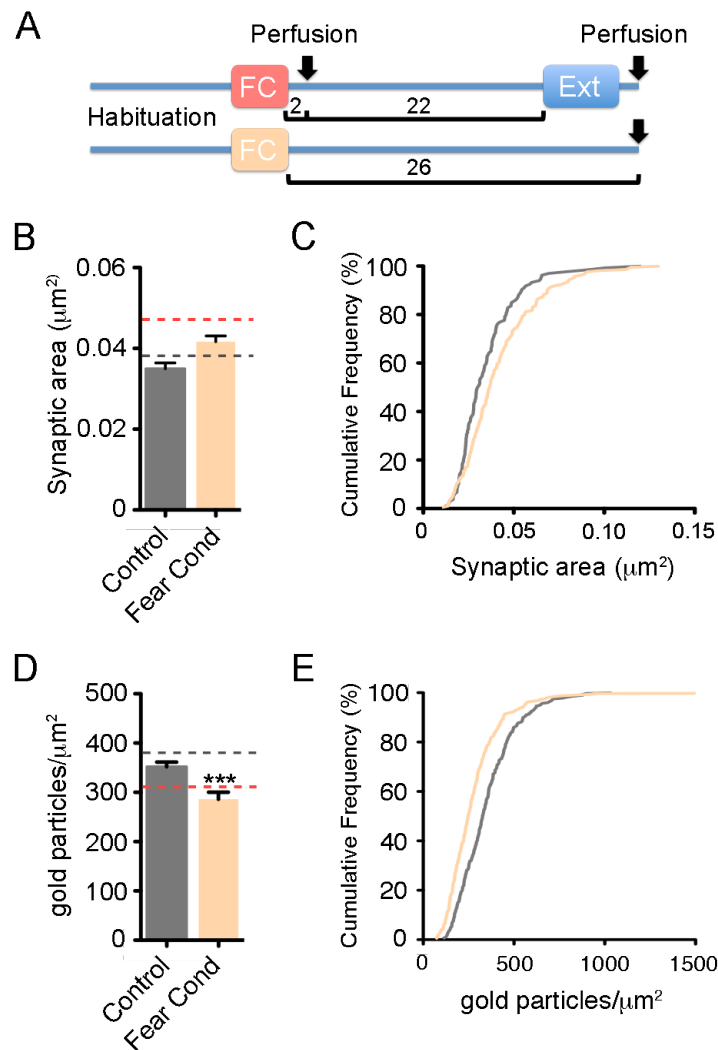 A
Perfusion Perfusion
FC Ext
2 22
Habituation
FC
26
B
Synaptic area (μm²)
0.06
0.04
0.02
0
Control
Fear Cond
C
Cumulative Frequency (%)
100
80
60
40
20
0
0 0.05 0.10 0.15
Synaptic area (μm²)
D
gold particles/μm²
500
400
300
200
100
0
***
Control
Fear Cond
E
Cumulative Frequency (%)
100
80
60
40
20
0
0 500 1000 1500
gold particles/μm²